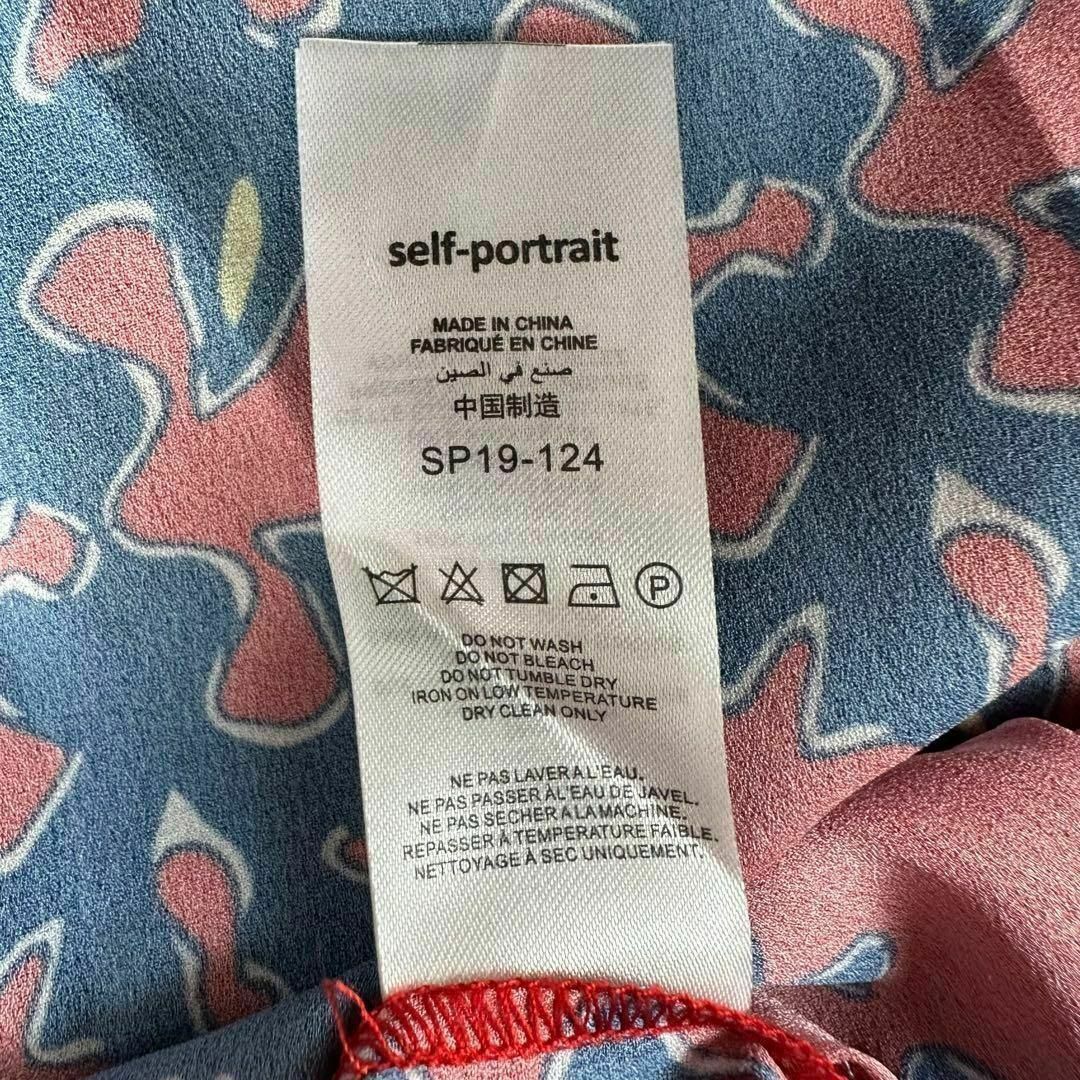 self-portrait
MADE IN CHINA
FABRIQUÉ EN CHINE
صنع في الصين
中国制造
SP19-124
P
DO NOT WASH
DO NOT BLEACH
DO NOT TUMBLE DRY
IRON ON LOW TEMPERATURE
DRY CLEAN ONLY
NE PAS LAVER A L'EAU.
NE PAS PASSER À L'EAU DE JAVEL.
NE PAS SECHER A LA MACHINE.
REPASSER À TEMPERATURE FAIBLE.
NETTOYAGE À SEC UNIQUEMENT.